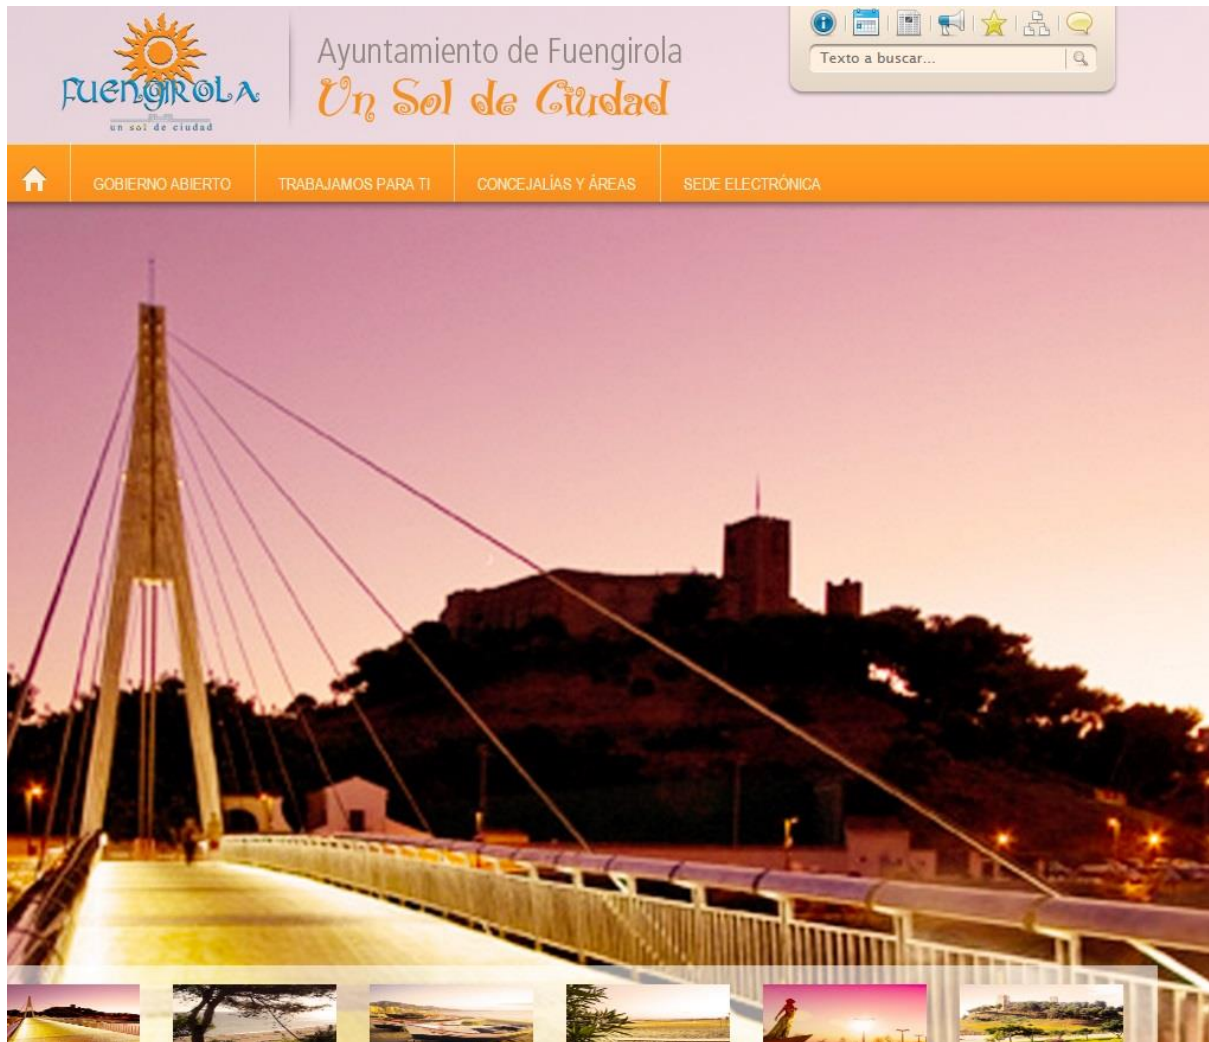 FUENGIROLA
un sol de ciudad
Ayuntamiento de Fuengirola
Un Sol de Ciudad
Texto a buscar...
GOBIERNO ABIERTO
TRABAJAMOS PARA TI
CONCEJALÍAS Y ÁREAS
SEDE ELECTRÓNICA